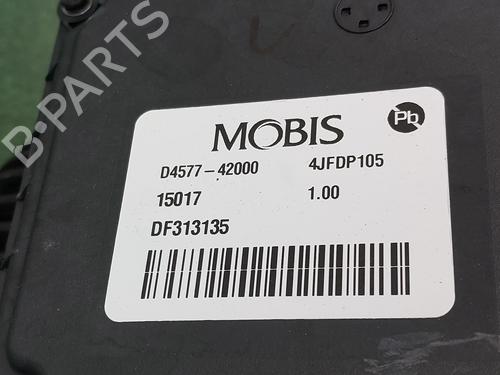 MOBIS
Pb
D4577-42000 4JFDP105
15017 1.00
DF313135
B-Parts